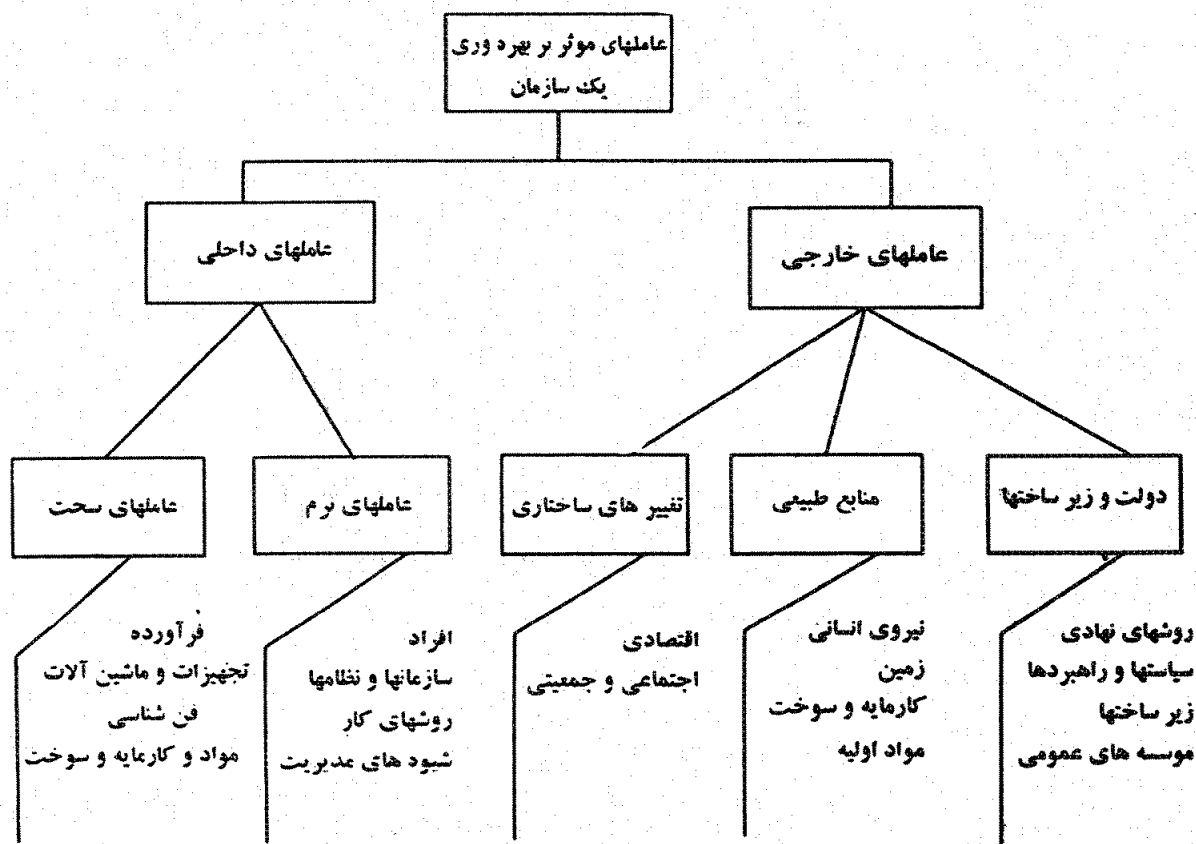 عاملهای موثر بر بهره وری
یک سازمان
عاملهای خارجی
عاملهای داخلی
دولت و زیر ساختها
منابع طبیعی
تغییر های ساختاری
عاملهای نرم
عاملهای سخت
روشهای نهادی
سیاستها و راهبردها
زیر ساختها
موسسه های عمومی
نیروی انسانی
زمین
کارمایه و سوخت
مواد اولیه
اقتصادی
اجتماعی و جمعیتی
افراد
سازمانها و نظامها
روشهای کار
شیوه های مدیریت
فرآورده
تجهیزات و ماشین آلات
فن شناسی
مواد و کارمایه و سوخت